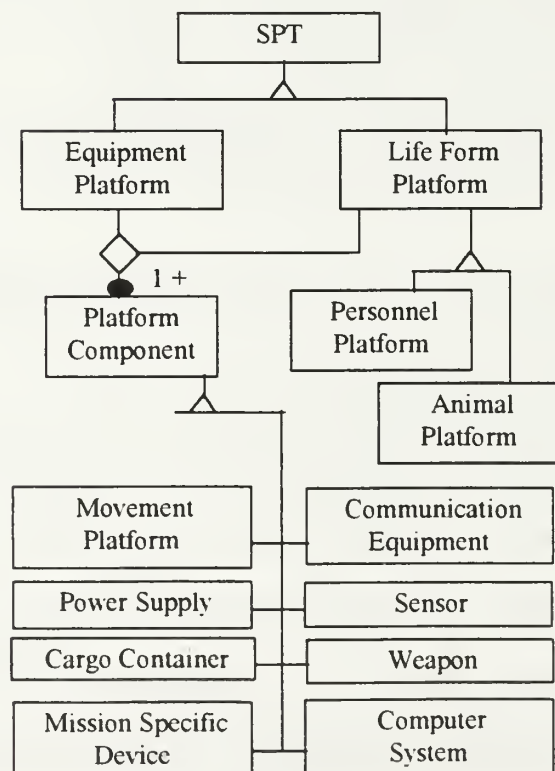 SPT
Equipment
Platform
Life Form
Platform
1 +
Platform
Component
Personnel
Platform
Animal
Platform
Movement
Platform
Communication
Equipment
Power Supply
Sensor
Cargo Container
Weapon
Mission Specific
Device
Computer
System